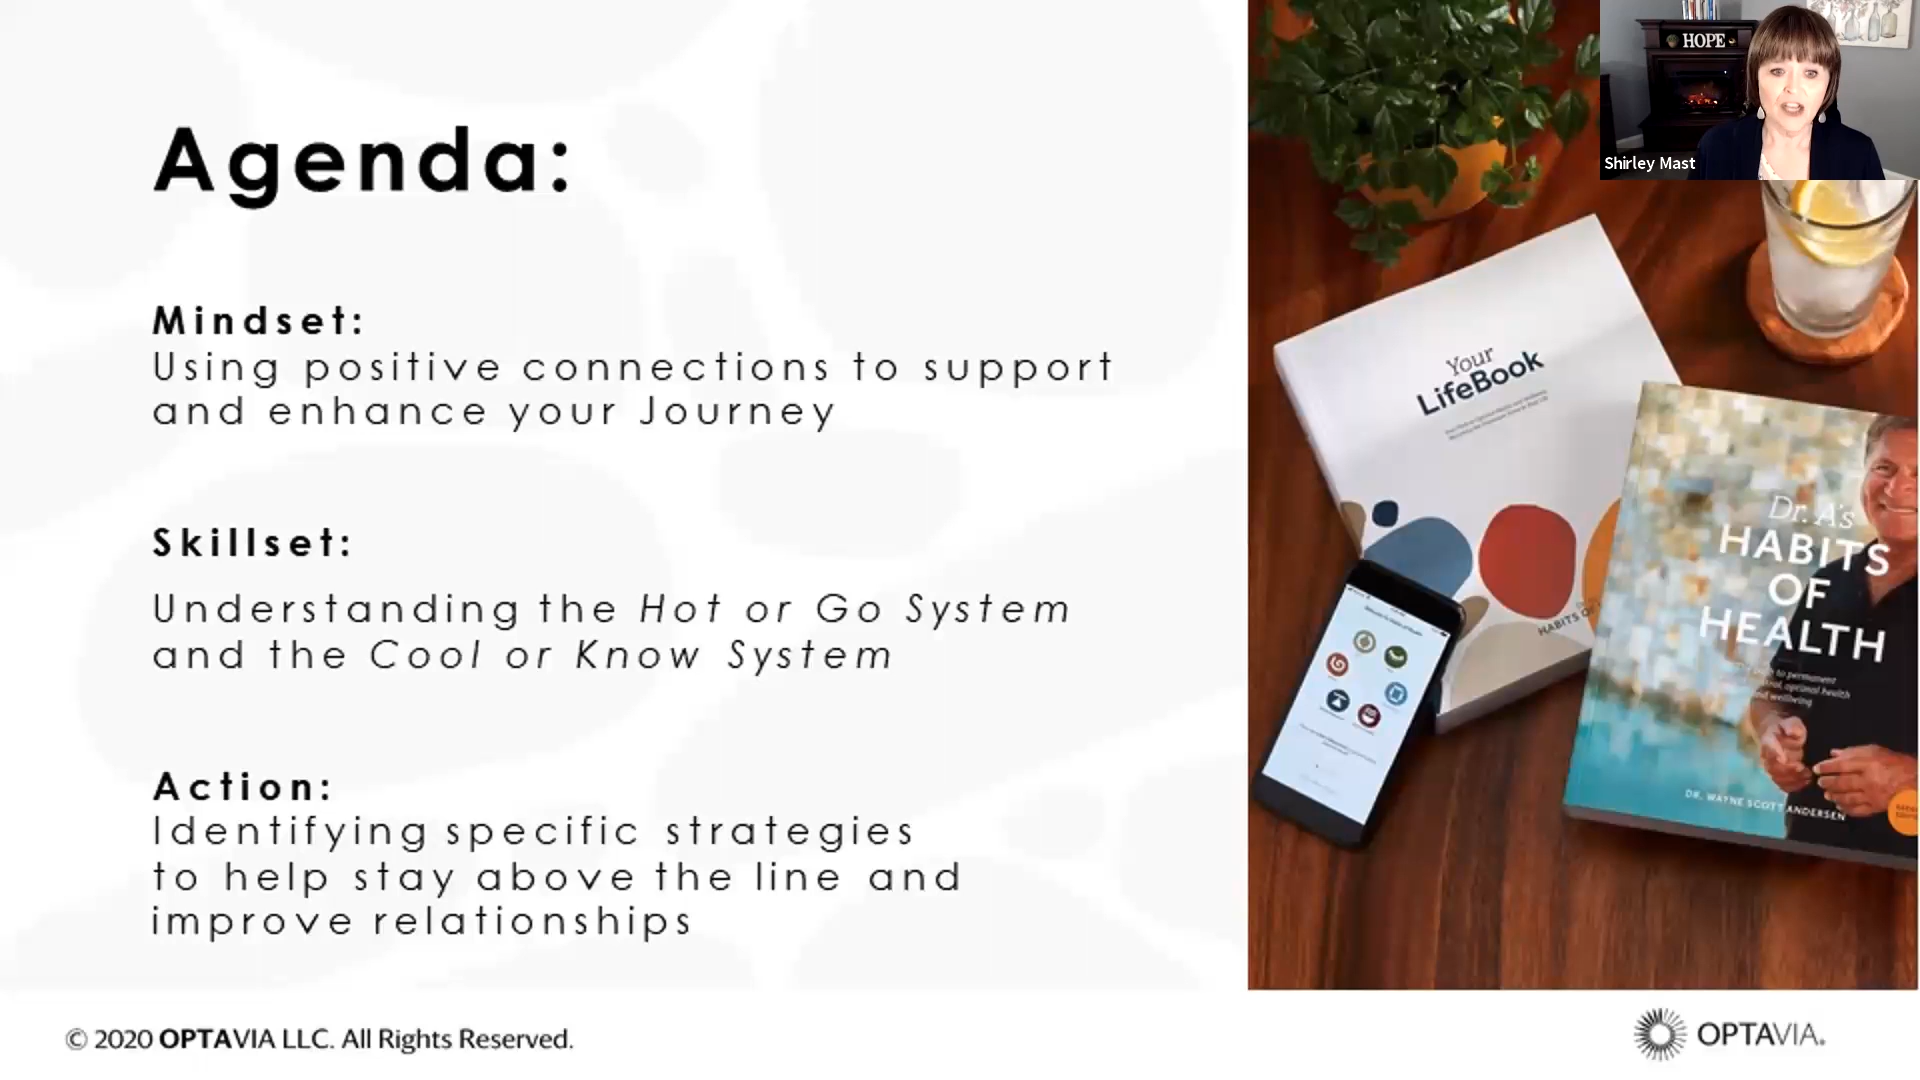 Agenda:
Mindset:
Using positive connections to support
and enhance your Journey
Skillset:
Understanding the Hot or Go System
and the Cool or Know System
Action:
Identifying specific strategies
to help stay above the line and
improve relationships
HOPE
Shirley Mast
Your
LifeBook
HABITS OF
Dr. A's
HABITS
OF
HEALTH
DR. WAYNE SCOTT ANDERSEN
© 2020 OPTAVIA LLC. All Rights Reserved.
OPTAVIA®